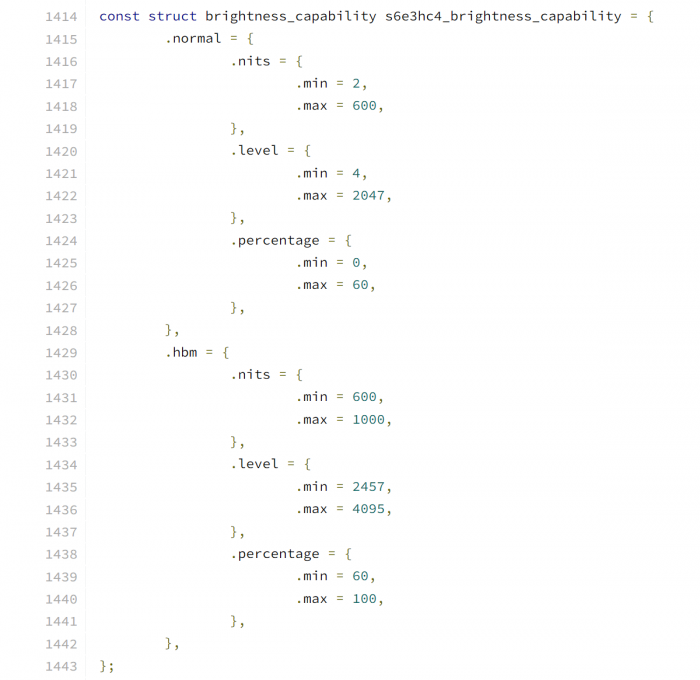 1414 const struct brightness_capability s6e3hc4_brightness_capability = {
1415 .normal = {
1416 .nits = {
1417 .min = 2,
1418 .max = 600,
1419 },
1420 .level = {
1421 .min = 4,
1422 .max = 2047,
1423 },
1424 .percentage = {
1425 .min = 0,
1426 .max = 60,
1427 },
1428 },
1429 .hbm = {
1430 .nits = {
1431 .min = 600,
1432 .max = 1000,
1433 },
1434 .level = {
1435 .min = 2457,
1436 .max = 4095,
1437 },
1438 .percentage = {
1439 .min = 60,
1440 .max = 100,
1441 },
1442 },
1443 };